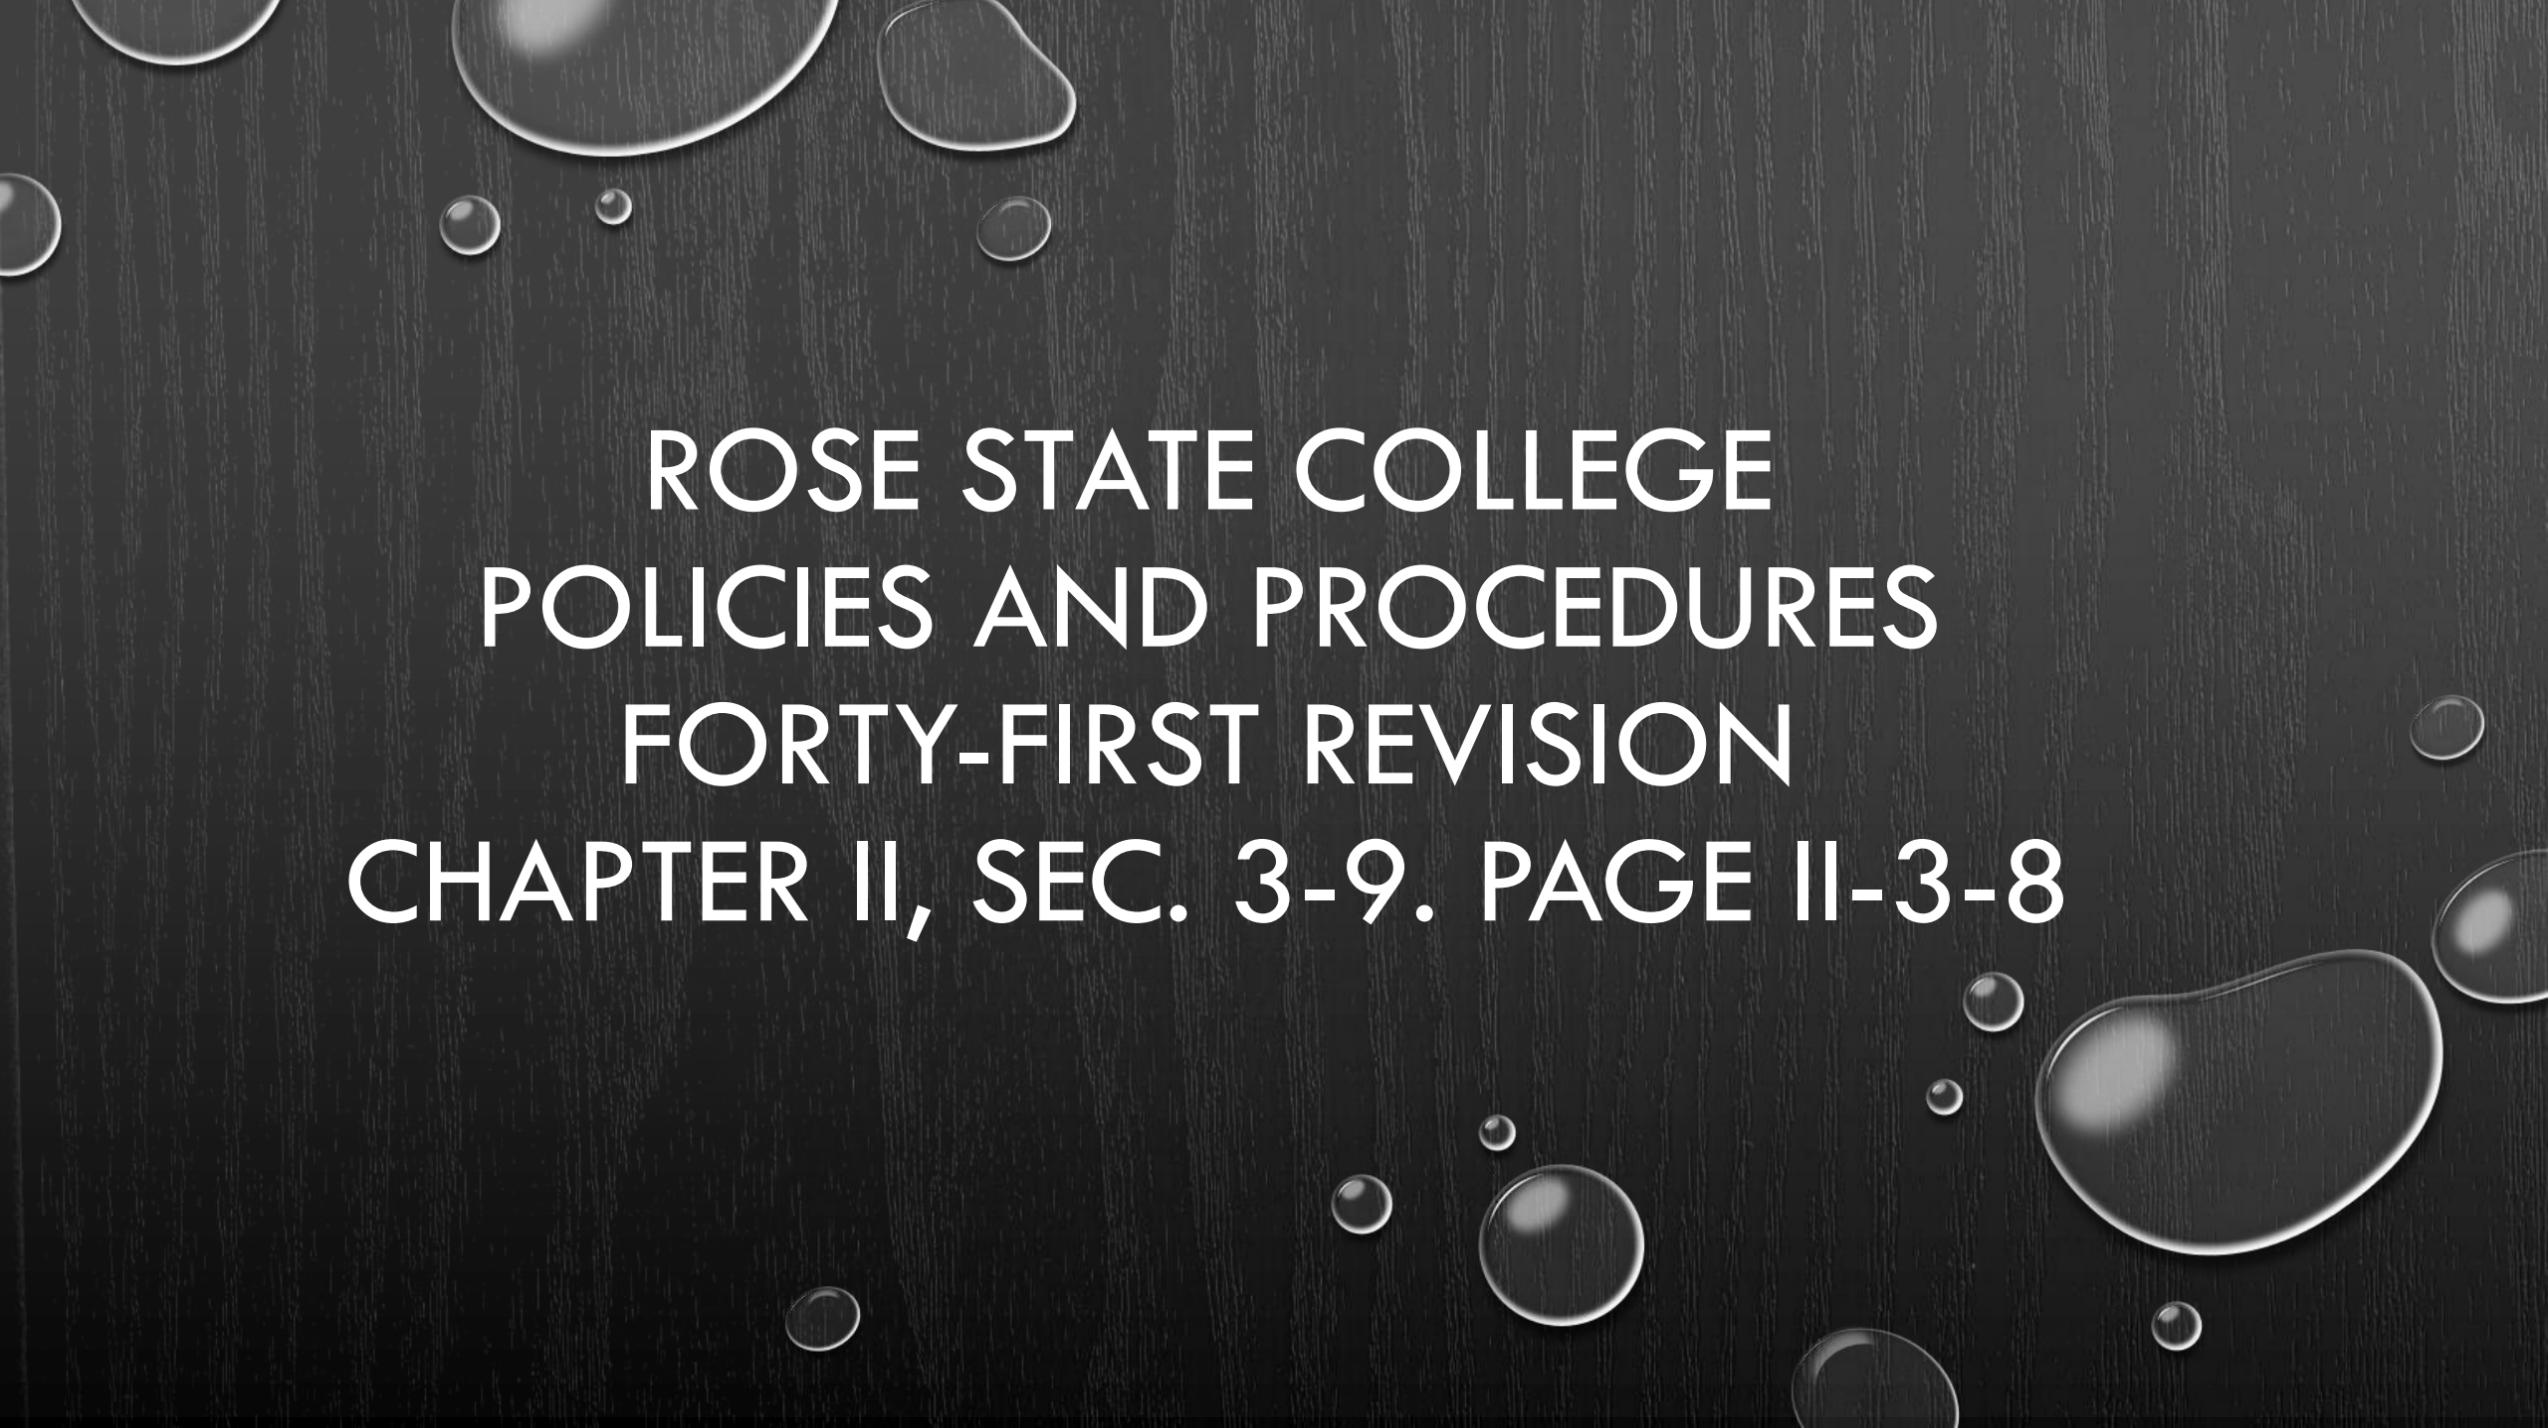 ROSE STATE COLLEGE
POLICIES AND PROCEDURES
FORTY-FIRST REVISION
CHAPTER II, SEC. 3-9. PAGE II-3-8